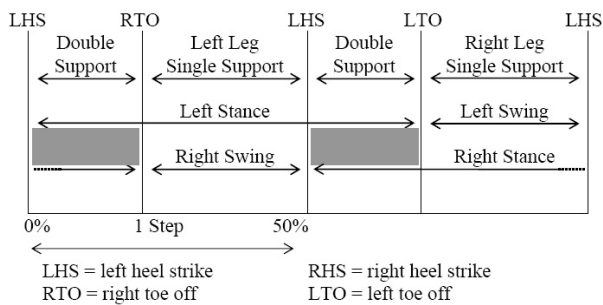 LHS RTO LHS LTO LHS
Double Left Leg Double Right Leg
Support Single Support Support Single Support
Left Stance Left Swing
Right Swing Right Stance
0% 1 Step 50%
LHS = left heel strike RHS = right heel strike
RTO = right toe off LTO = left toe off